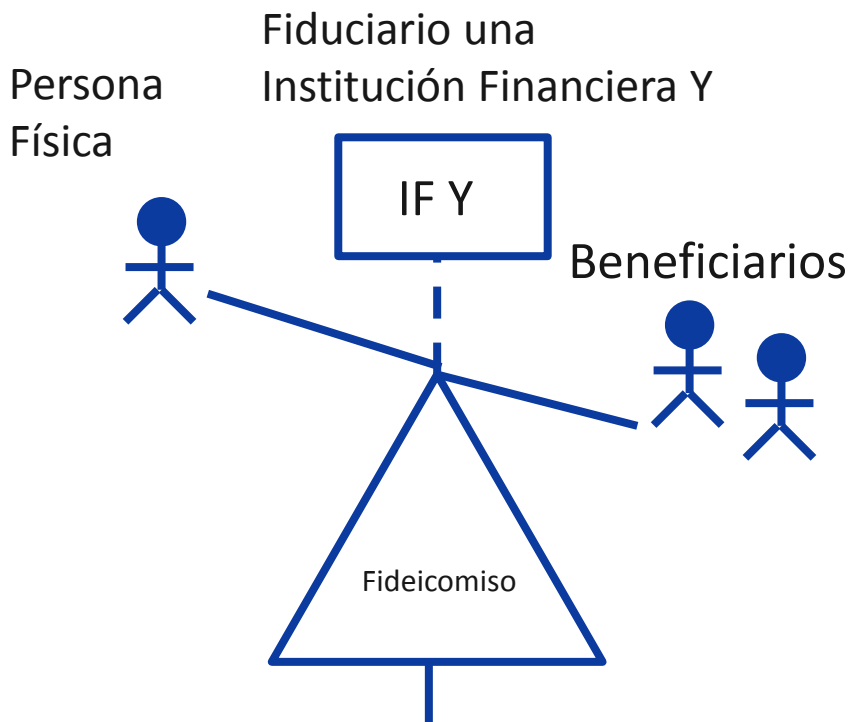 Fiduciario una
Institución Financiera Y
Persona
Física
IF Y
Beneficiarios
Fideicomiso